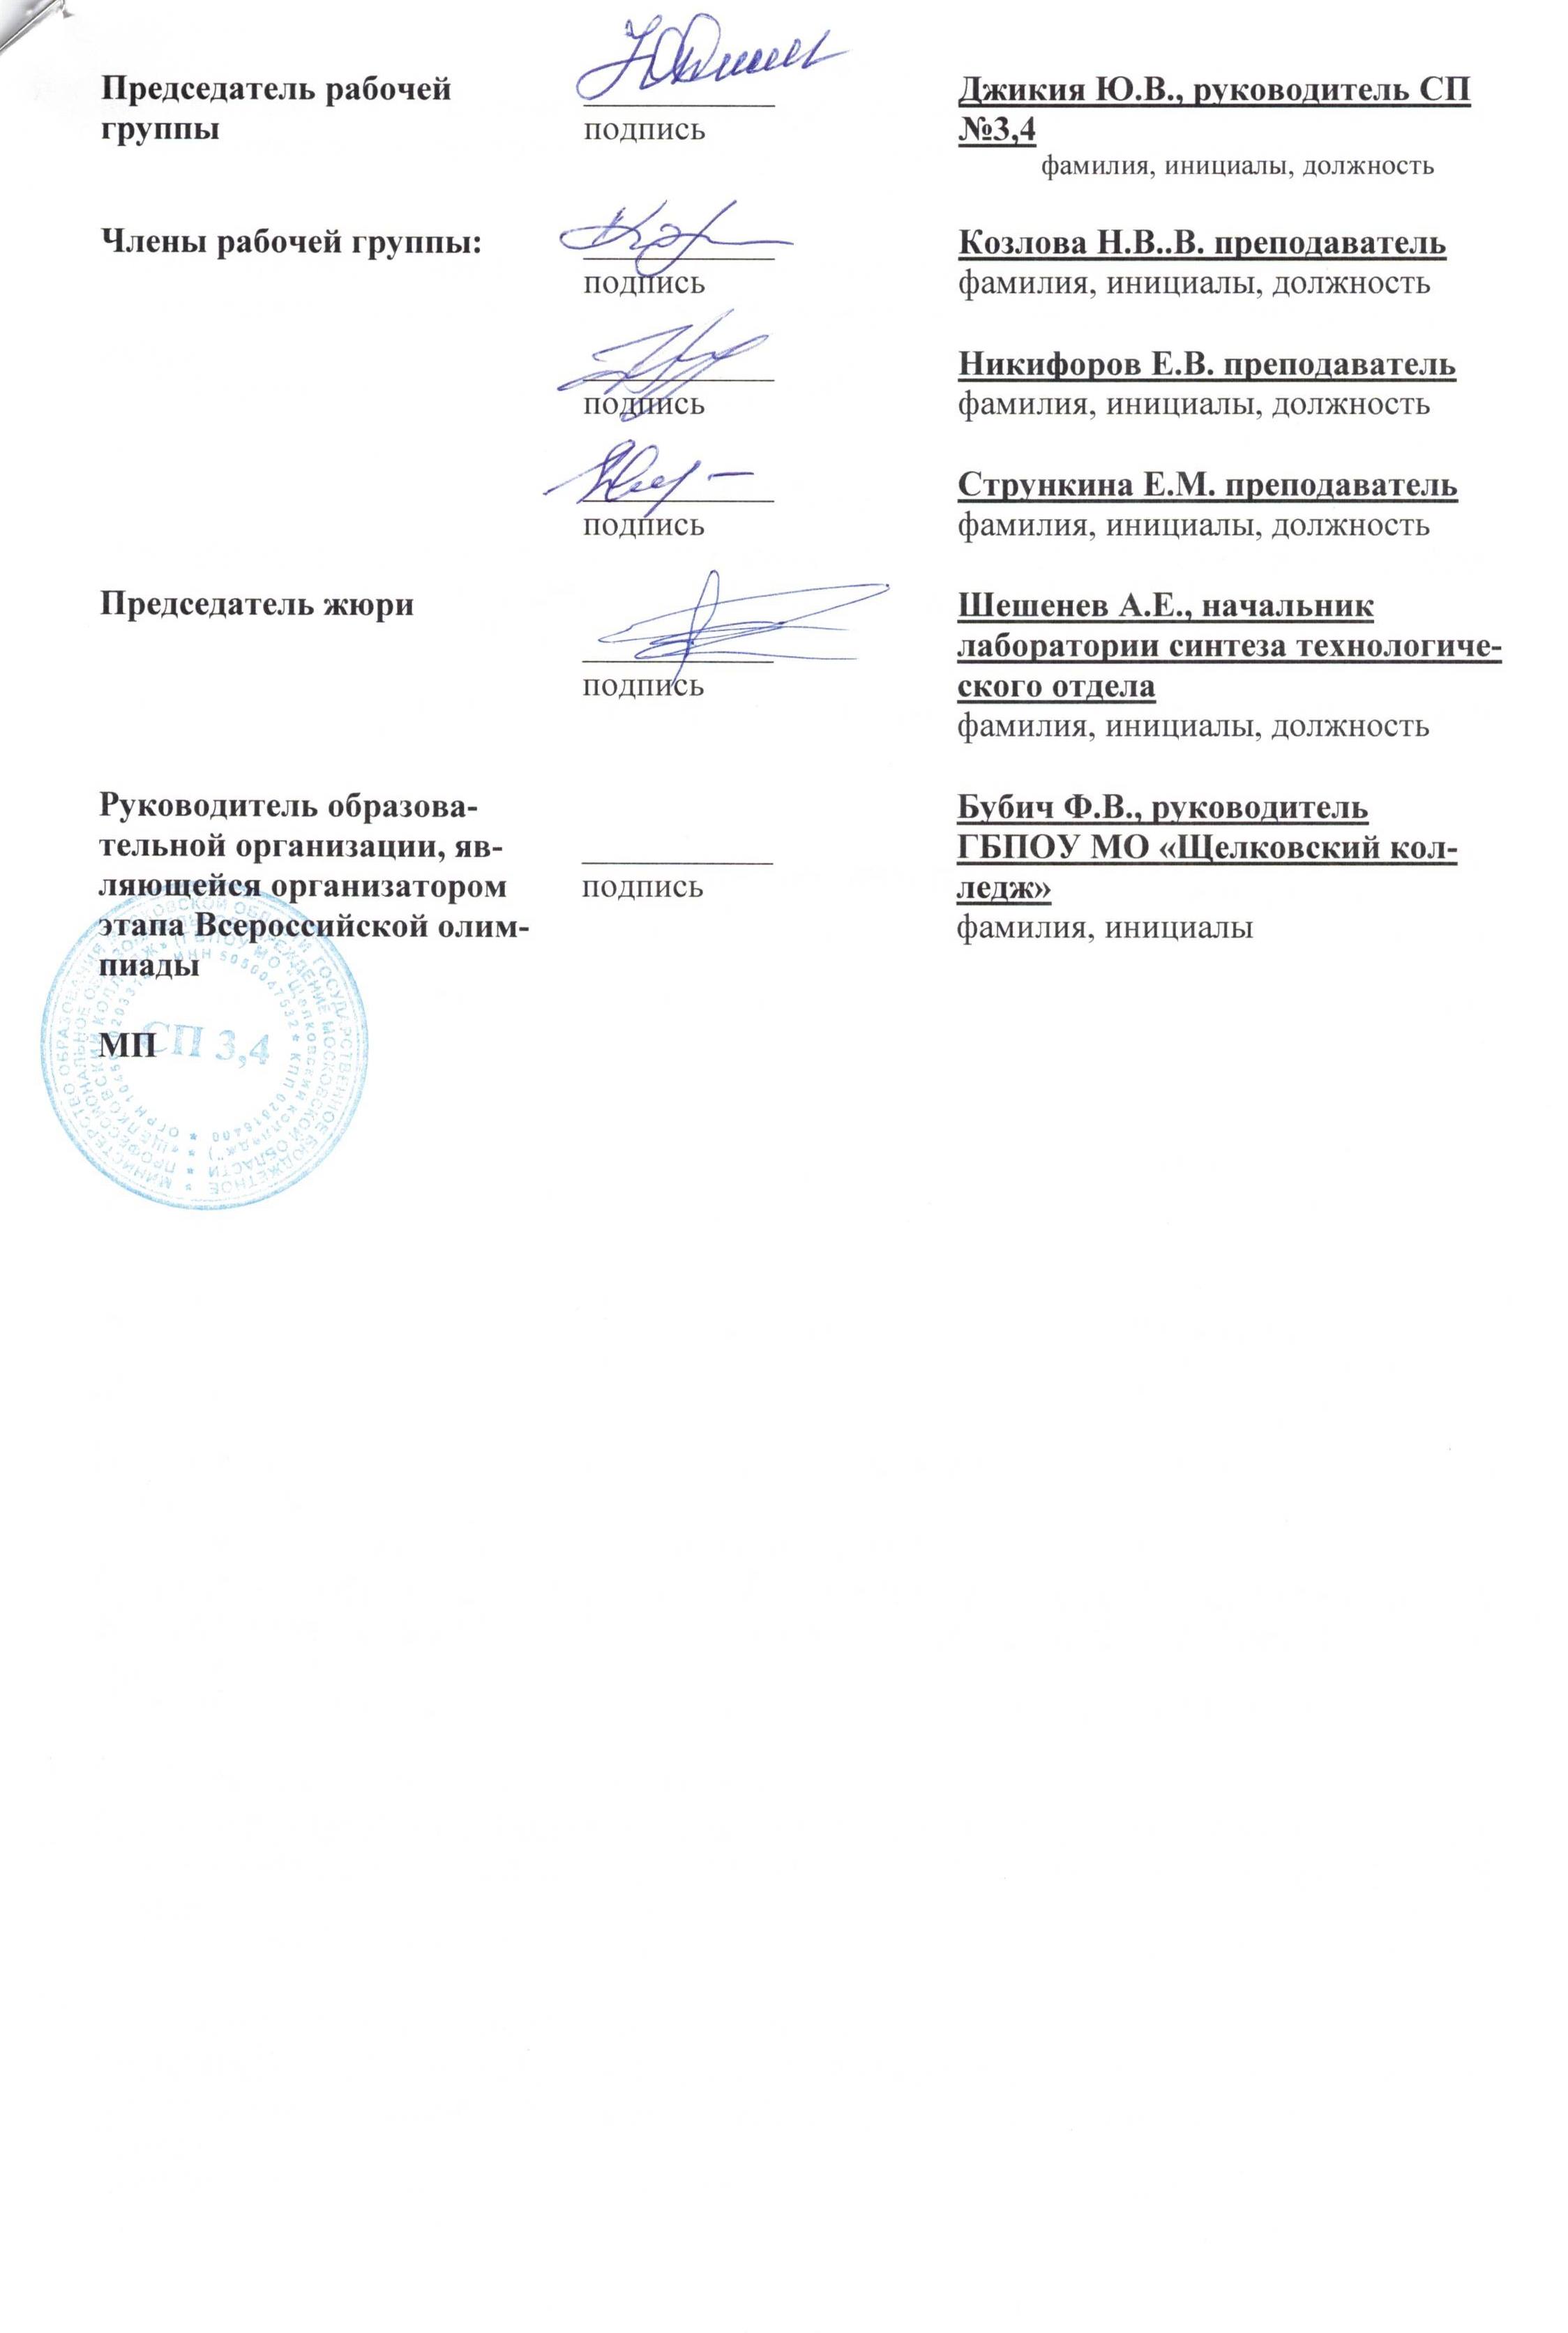 Председатель рабочей
группы
подпись
Джикия Ю.В., руководитель СП
№3,4
фамилия, инициалы, должность
Члены рабочей группы:
подпись
Козлова Н.В..В. преподаватель
фамилия, инициалы, должность
подпись
Никифоров Е.В. преподаватель
фамилия, инициалы, должность
подпись
Стрункина Е.М. преподаватель
фамилия, инициалы, должность
Председатель жюри
подпись
Шешенев А.Е., начальник
лаборатории синтеза технологиче-
ского отдела
фамилия, инициалы, должность
Руководитель образова-
тельной организации, яв-
ляющейся организатором
этапа Всероссийской олим-
пиады
подпись
Бубич Ф.В., руководитель
ГБПОУ МО «Щелковский кол-
ледж»
фамилия, инициалы
МП
СП 3,4